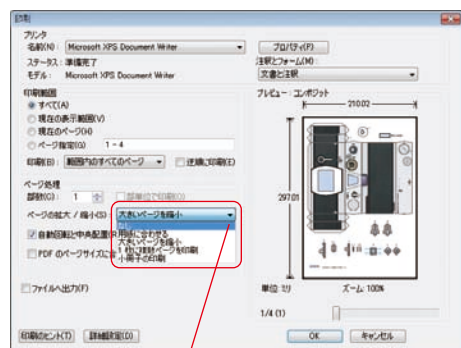 印刷
プリンタ
名前(N): Microsoft XPS Document Writer
プロパティ(P)
ステータス: 準備完了
注釈とフォーム(M):
モデル: Microsoft XPS Document Writer
文書と注釈
印刷範囲
プレビュー: コンポジット
すべて(A)
210.02
現在の表示範囲(V)
現在のページ(U)
ページ指定(G) 1 - 4
印刷(B): 範囲内のすべてのページ
逆順に印刷(E)
297.01
ページ処理
部数(C): 1
部単位で印刷(O)
ページの拡大 / 縮小(S): 大きいページを縮小
なし
自動回転と中央配置(R
用紙に合わせる
大きいページを縮小
PDF のページサイズに合
1 枚に複数ページを印刷
小冊子の印刷
ファイルへ出力(F)
単位: ミリ
ズーム: 100%
1/4 (1)
印刷のヒント(T)
詳細設定(D)
OK
キャンセル